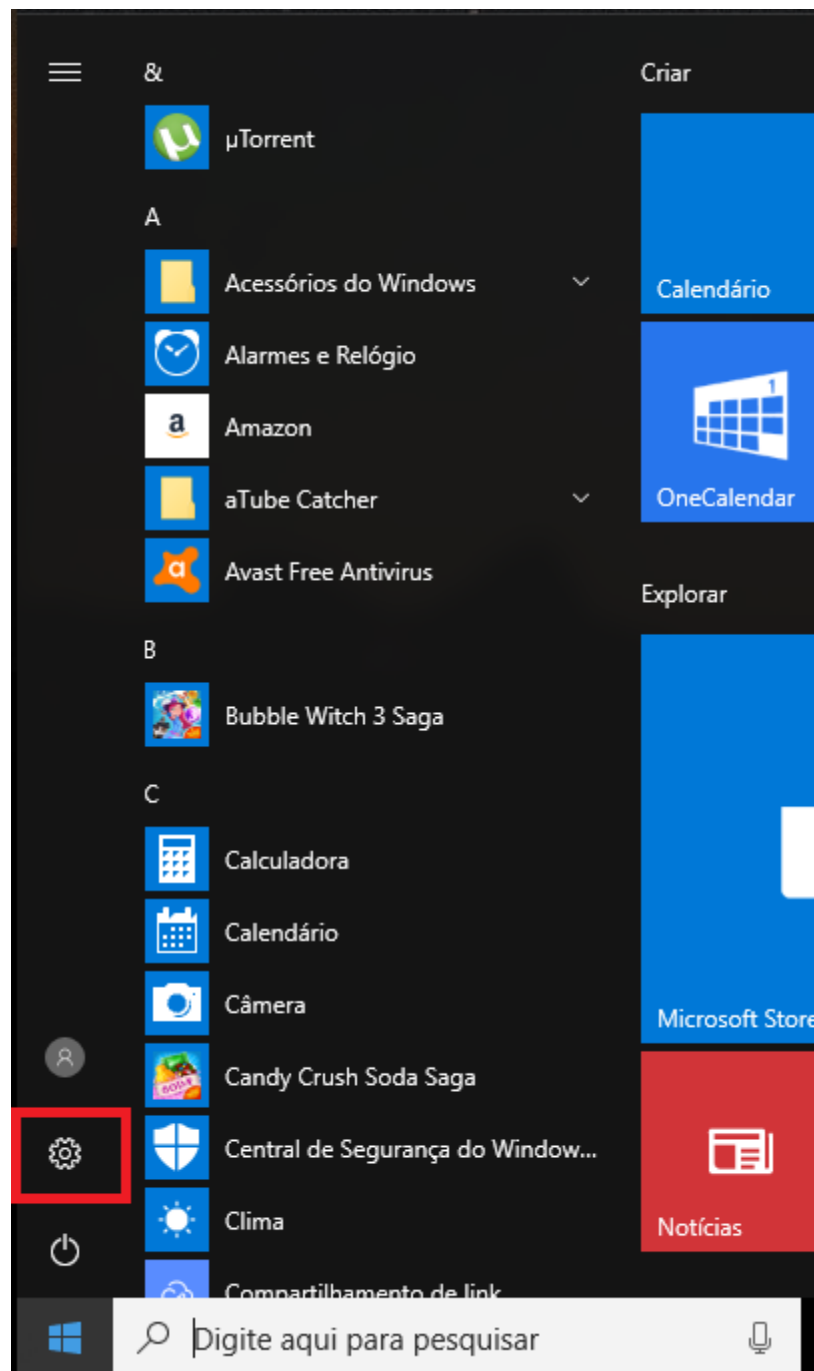 &
µTorrent
A
Acessórios do Windows
Alarmes e Relógio
Amazon
aTube Catcher
Avast Free Antivirus
B
Bubble Witch 3 Saga
C
Calculadora
Calendário
Câmera
Candy Crush Soda Saga
Central de Segurança do Window...
Clima
Compartilhamento de link
Criar
Calendário
1
OneCalendar
Explorar
Microsoft Store
Notícias
Digite aqui para pesquisar